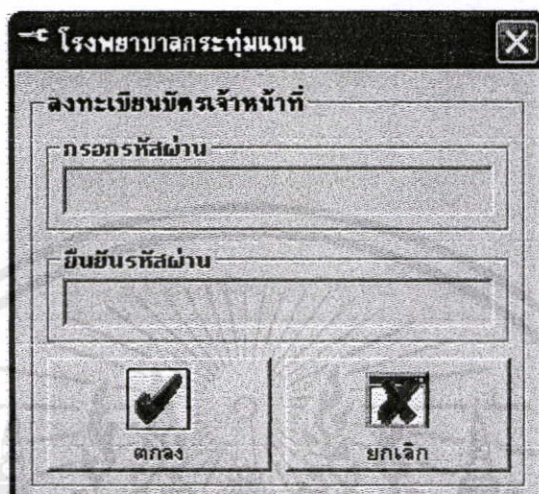 โรงพยาบาลกระทุ่มแบน
ลงทะเบียนบัตรเจ้าหน้าที่
กรอกรหัสผ่าน
ยืนยันรหัสผ่าน
ตกลง
ยกเลิก